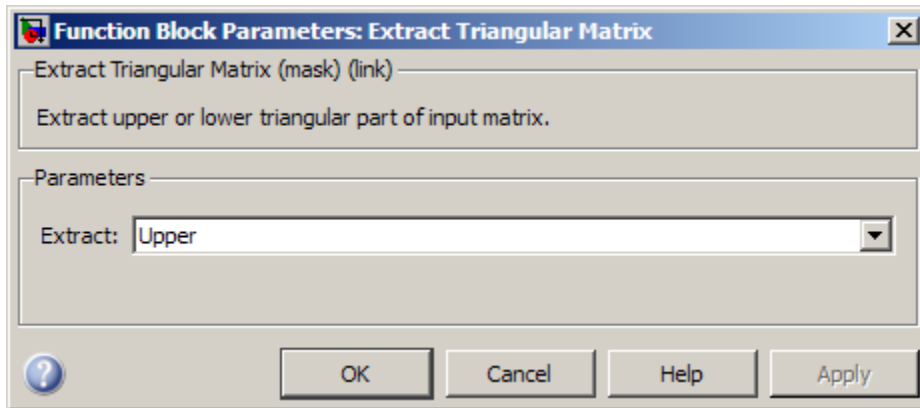 Function Block Parameters: Extract Triangular Matrix
Extract Triangular Matrix (mask) (link)
Extract upper or lower triangular part of input matrix.
Parameters
Extract: Upper
OK Cancel Help Apply